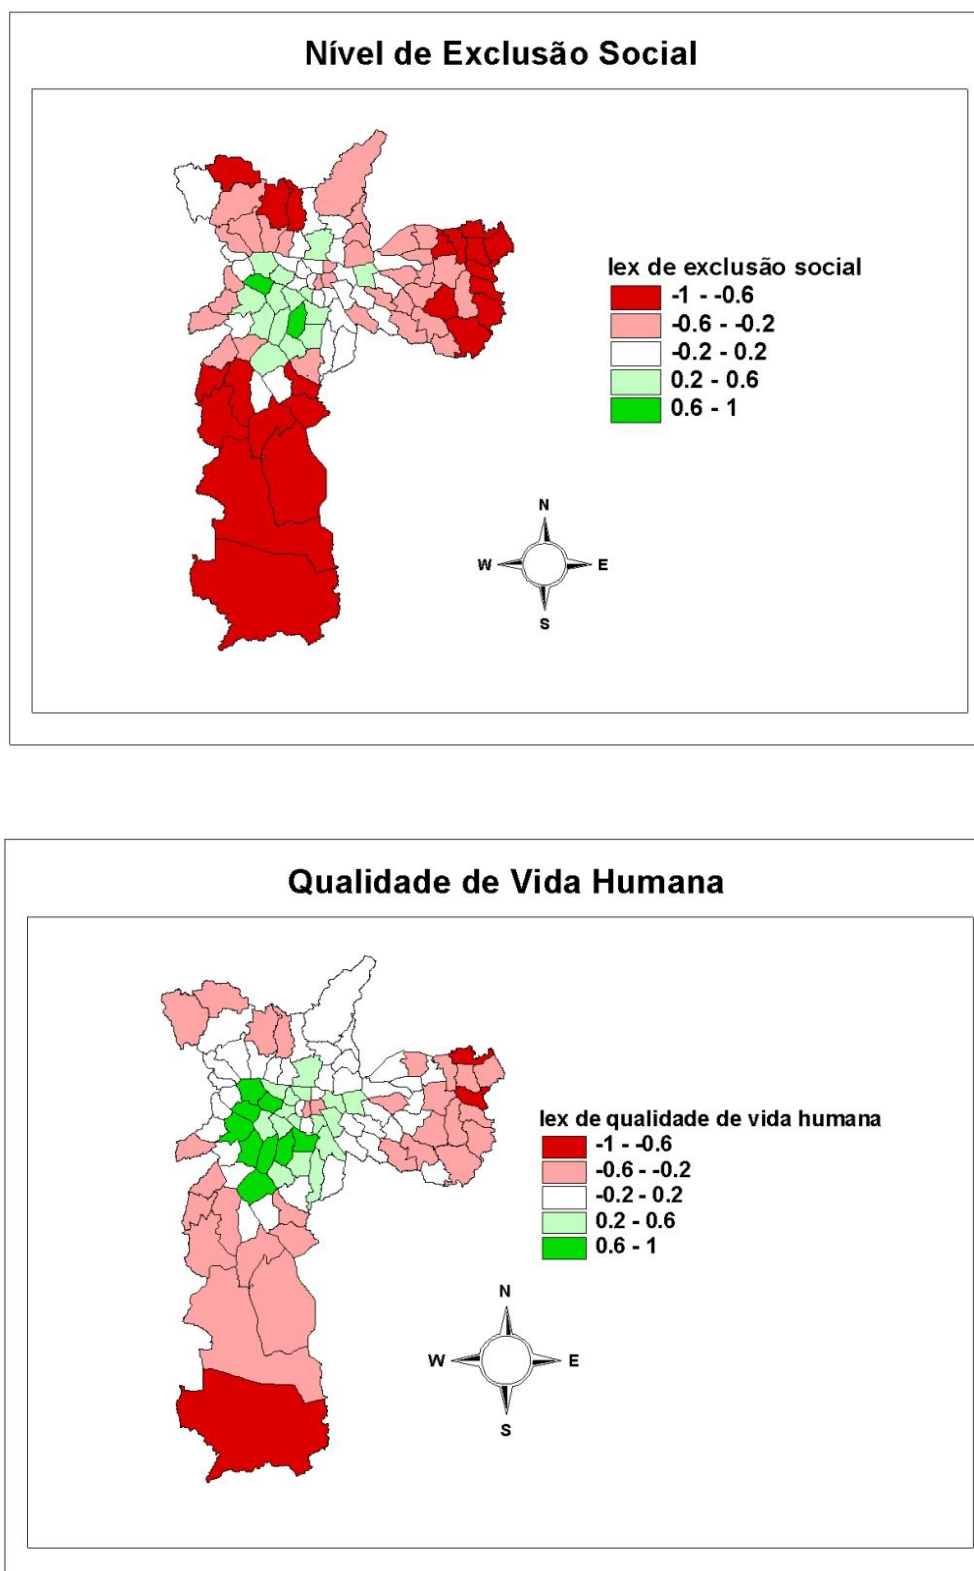 Nível de Exclusão Social
Iex de exclusão social
-1 - -0.6
-0.6 - -0.2
-0.2 - 0.2
0.2 - 0.6
0.6 - 1
N
W E
S
Qualidade de Vida Humana
Iex de qualidade de vida humana
-1 - -0.6
-0.6 - -0.2
-0.2 - 0.2
0.2 - 0.6
0.6 - 1
N
W E
S